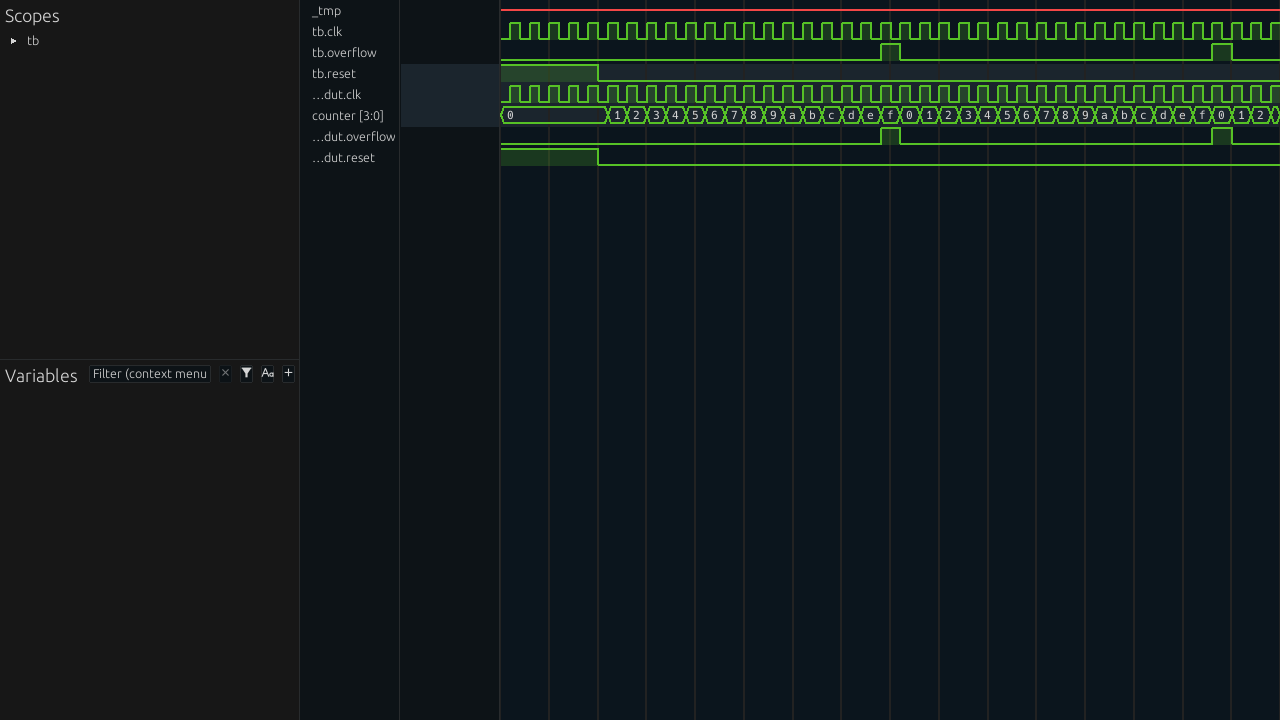 Scopes
tb
Variables
Filter (context menu
_tmp
tb.clk
tb.overflow
tb.reset
…dut.clk
counter [3:0]
…dut.overflow
…dut.reset
0 1 2 3 4 5 6 7 8 9 a b c d e f 0 1 2 3 4 5 6 7 8 9 a b c d e f 0 1 2